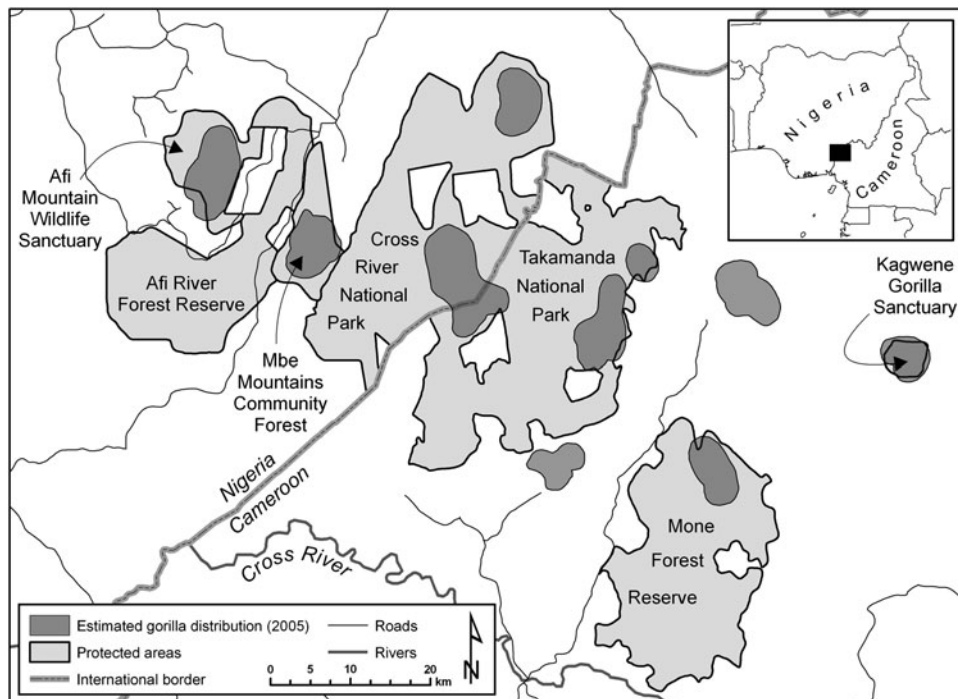 Nigeria
Cameroon
Afi
Mountain
Wildlife
Sanctuary
Afi River
Forest Reserve
Mbe
Mountains
Community
Forest
Cross
River
National
Park
Takamanda
National
Park
Kagwene
Gorilla
Sanctuary
Nigeria
Cameroon
Cross River
Mone
Forest
Reserve
Estimated gorilla distribution (2005)
Protected areas
International border
Roads
Rivers
0 5 10 20
km
N